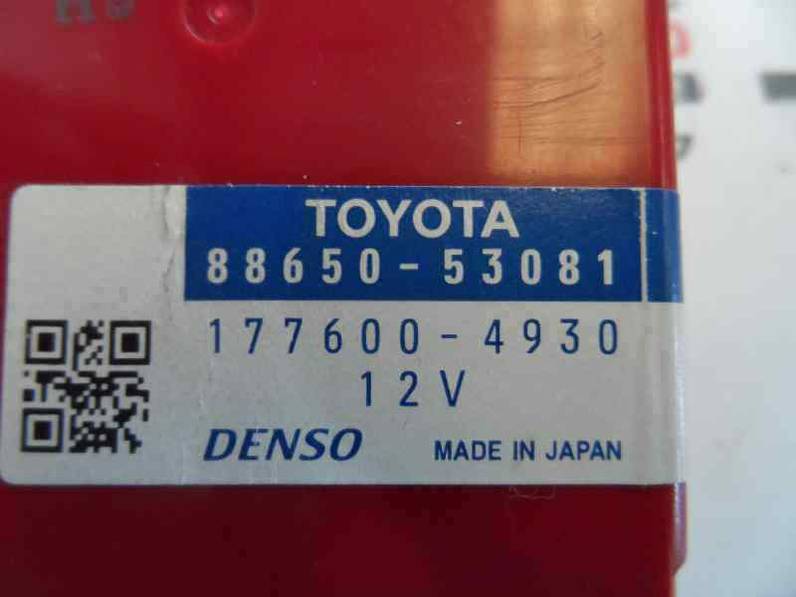 TOYOTA
88650-53081
177600-4930
12V
DENSO MADE IN JAPAN